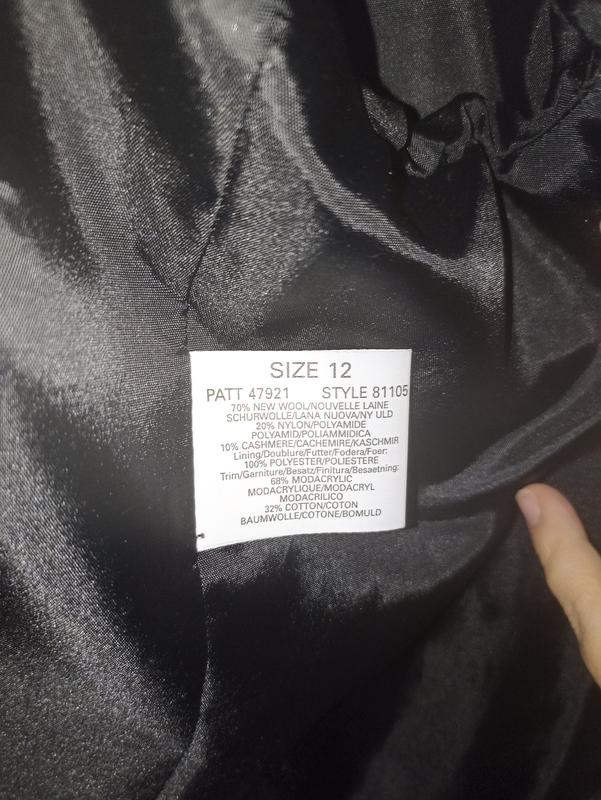 SIZE 12
PATT 47921 STYLE 81105
70% NEW WOOL/NOUVELLE LAINE
SCHURWOLLE/LANA NUOVA/NY ULD
20% NYLON/POLYAMIDE
POLYAMID/POLIAMMIDICA
10% CASHMERE/CACHEMIRE/KASCHMIR
Lining/Doublure/Futter/Fodera/Foer:
100% POLYESTER/POLIESTERE
Trim/Garniture/Besatz/Finitura/Besaetning:
68% MODACRYLIC
MODACRYLIQUE/MODACRYL
MODACRILICO
32% COTTON/COTON
BAUMWOLLE/COTONE/BOMULD